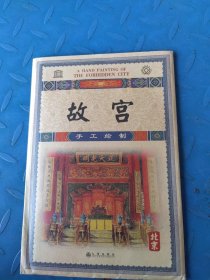 A HAND PAINTING OF
THE FORBIDDEN CITY
故宫
手工绘制
北京